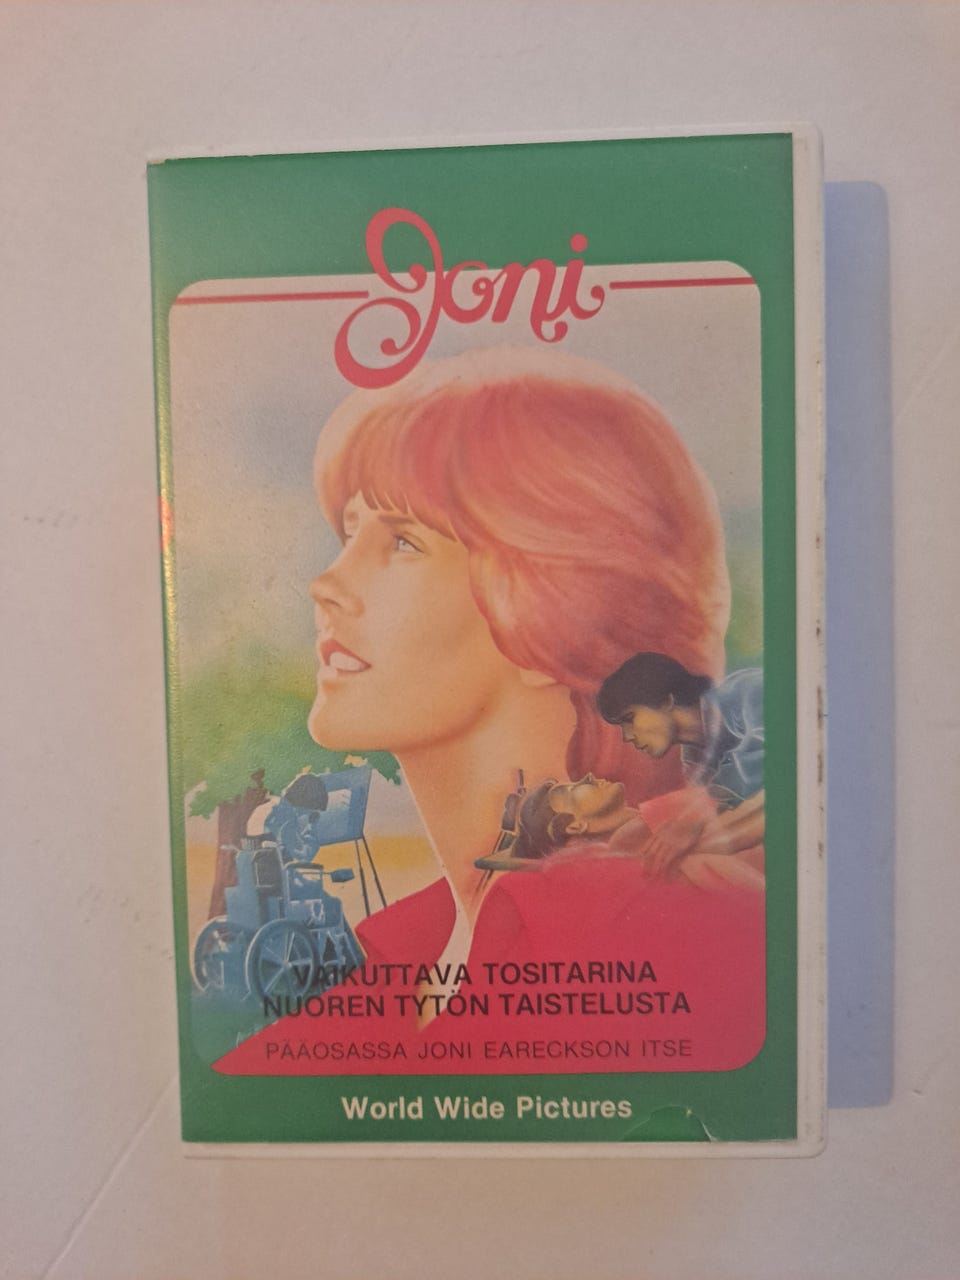 Joni
VAIKUTTAVA TOSITARINA
NUOREN TYTÖN TAISTELUSTA
PÄÄOSASSA JONI EARECKSON ITSE
World Wide Pictures